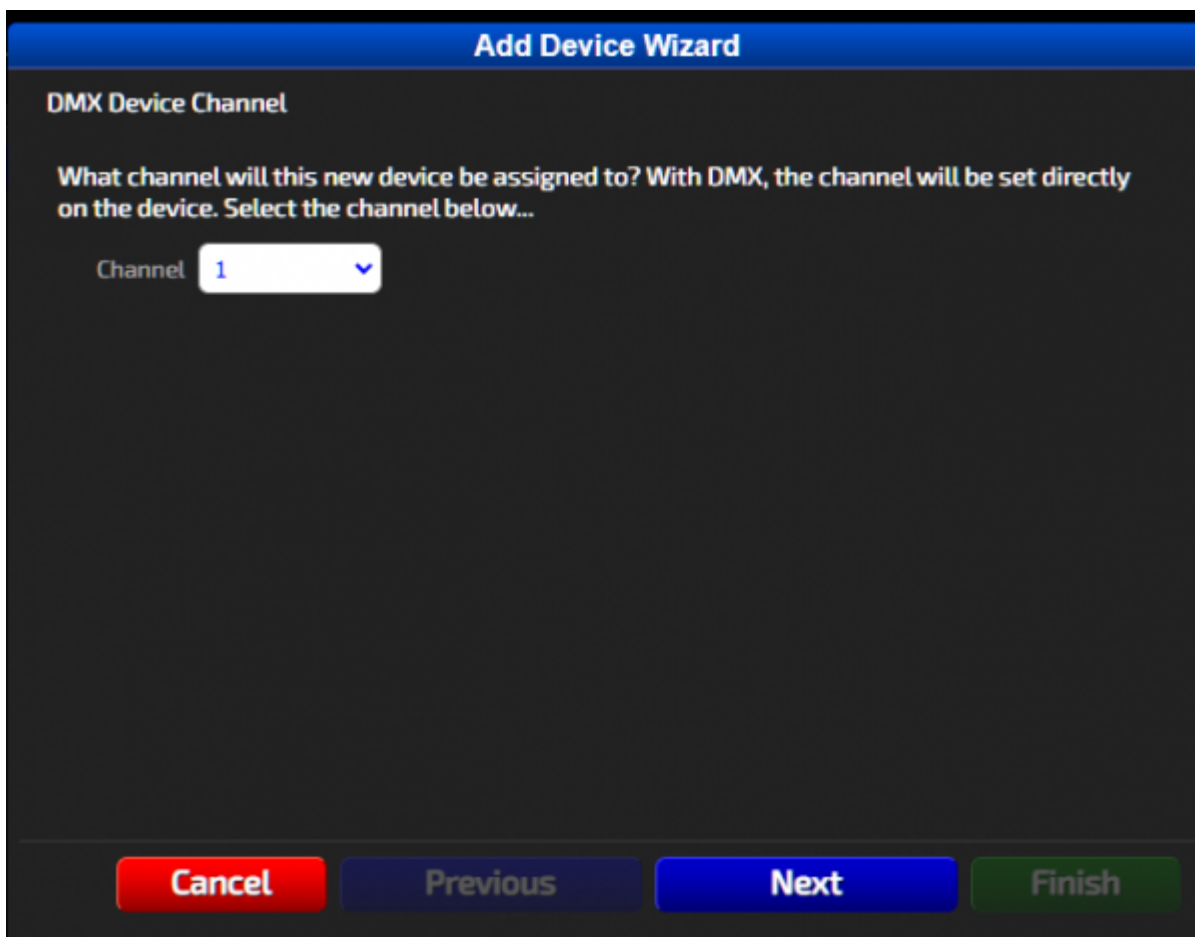 Add Device Wizard
DMX Device Channel
What channel will this new device be assigned to? With DMX, the channel will be set directly
on the device. Select the channel below...
Channel 1
Cancel Previous Next Finish